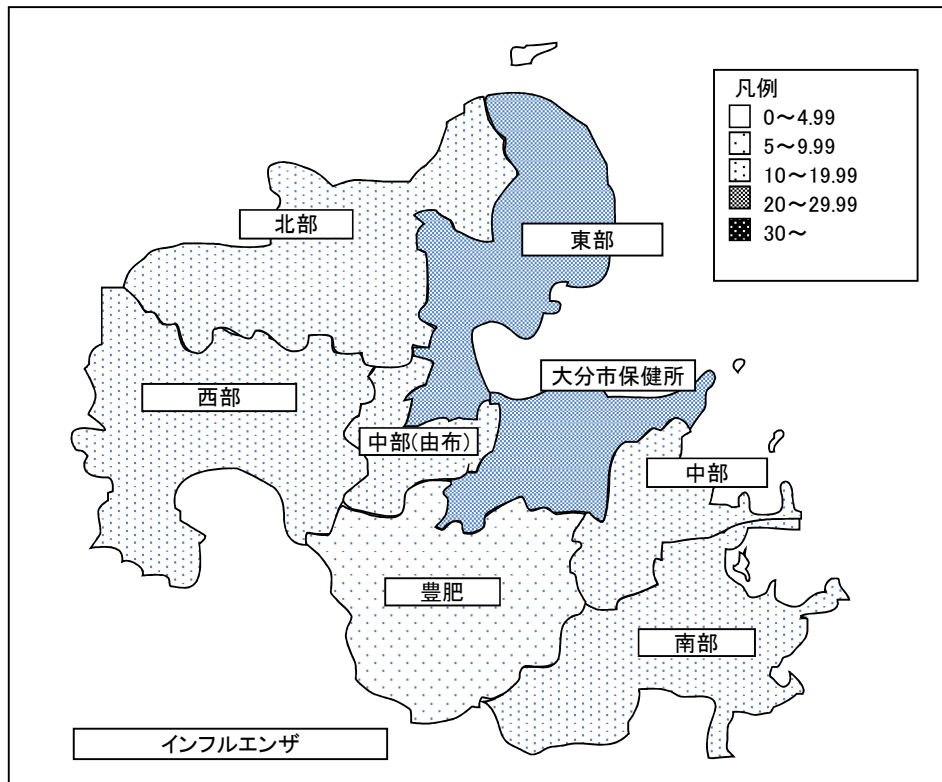 凡例
0～4.99
5～9.99
10～19.99
20～29.99
30～
北部
東部
大分市保健所
西部
中部(由布)
中部
豊肥
南部
インフルエンザ